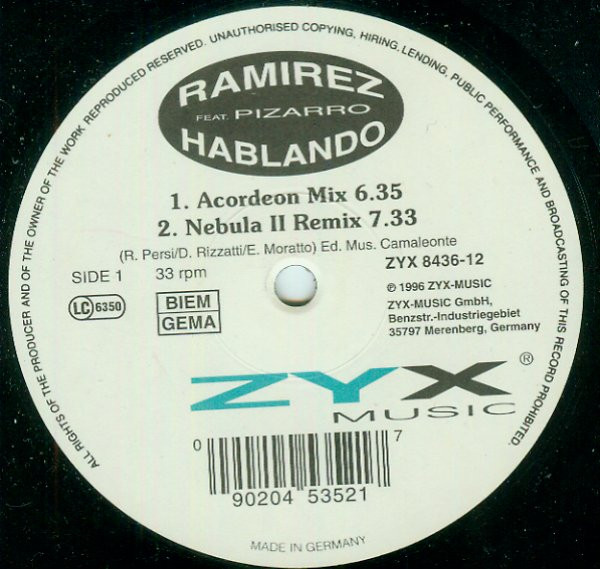 ALL RIGHTS OF THE PRODUCER AND OF THE OWNER OF THE WORK REPRODUCED RESERVED. UNAUTHORISED COPYING, HIRING, LENDING, PUBLIC PERFORMANCE AND BROADCASTING OF THIS RECORD PROHIBITED.
RAMIREZ
FEAT. PIZARRO
HABLANDO
1. Acordeon Mix 6.35
2. Nebula II Remix 7.33
(R. Persi/D. Rizzatti/E. Moratto) Ed. Mus. Camaleonte
SIDE 1 33 rpm
ZYX 8436-12
LC 6350
BIEM
GEMA
℗ 1996 ZYX-MUSIC
ZYX-MUSIC GmbH,
Benzstr.-Industriegebiet
35797 Merenberg, Germany
ZYX ®
MUSIC
0 90204 53521 7
MADE IN GERMANY